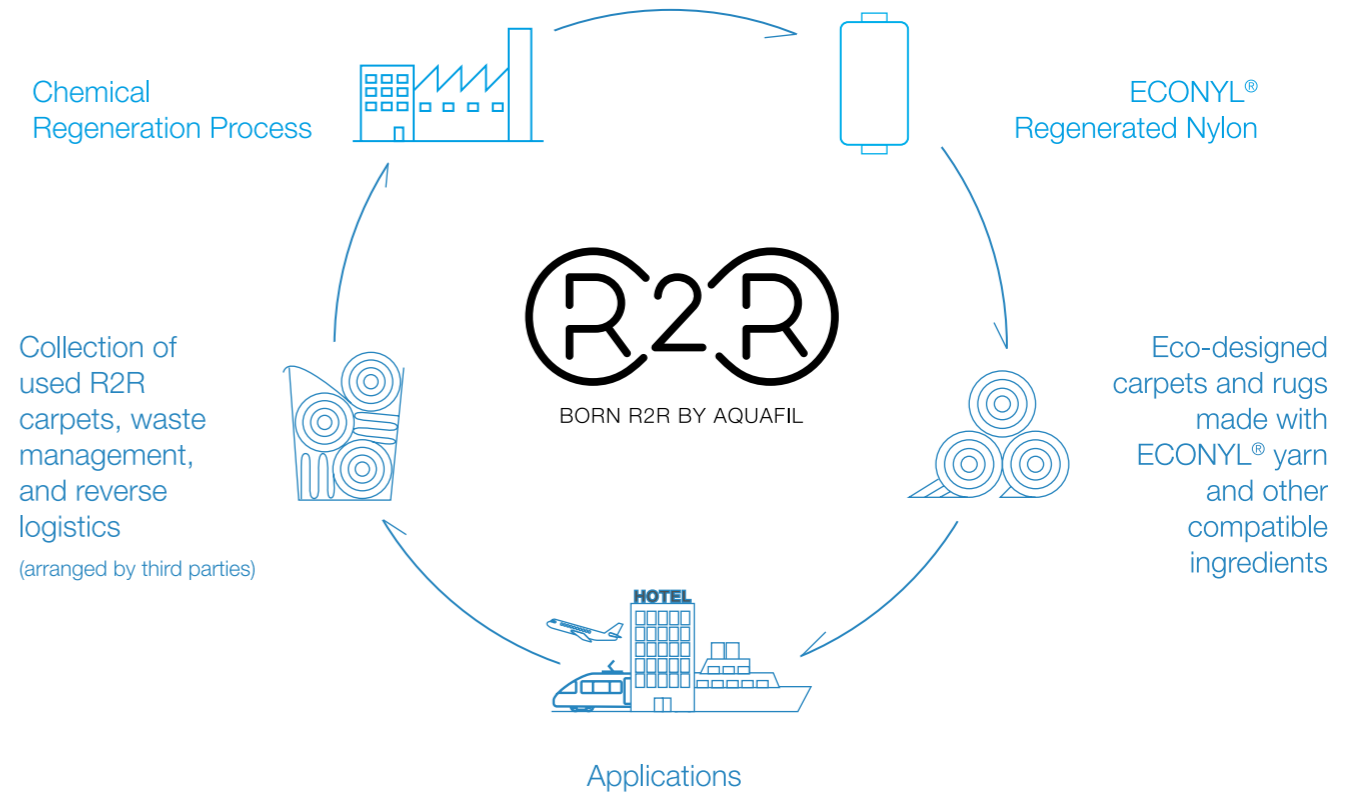 Chemical
Regeneration Process
ECONYL®
Regenerated Nylon
R2R
BORN R2R BY AQUAFIL
Collection of
used R2R
carpets, waste
management,
and reverse
logistics
(arranged by third parties)
Eco-designed
carpets and rugs
made with
ECONYL® yarn
and other
compatible
ingredients
HOTEL
Applications